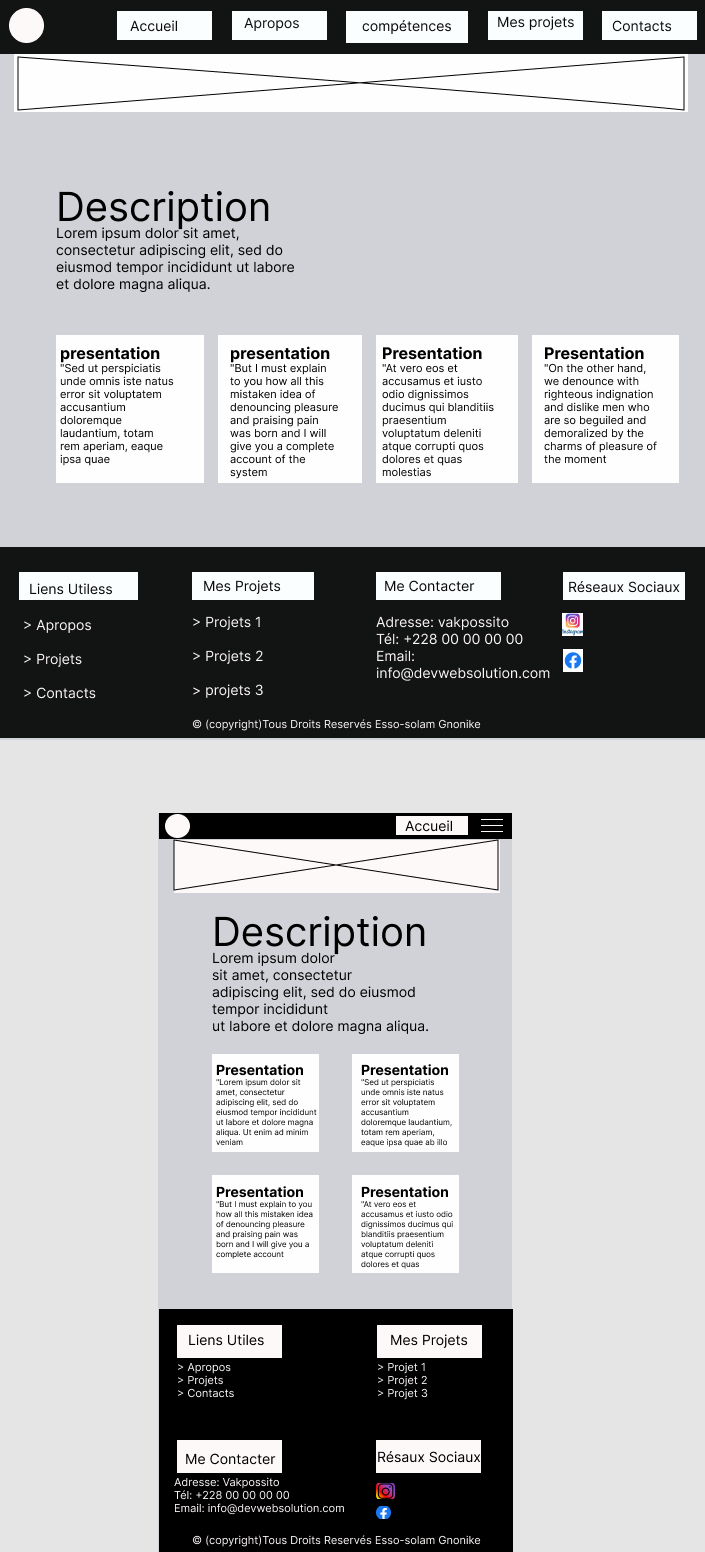 Accueil
Apropos
compétences
Mes projets
Contacts
Description
Lorem ipsum dolor sit amet,
consectetur adipiscing elit, sed do
eiusmod tempor incididunt ut labore
et dolore magna aliqua.
presentation
"Sed ut perspiciatis
unde omnis iste natus
error sit voluptatem
accusantium
doloremque
laudantium, totam
rem aperiam, eaque
ipsa quae
presentation
"But I must explain
to you how all this
mistaken idea of
denouncing pleasure
and praising pain
was born and I will
give you a complete
account of the
system
Presentation
"At vero eos et
accusamus et iusto
odio dignissimos
ducimus qui blanditiis
praesentium
voluptatum deleniti
atque corrupti quos
dolores et quas
molestias
Presentation
"On the other hand,
we denounce with
righteous indignation
and dislike men who
are so beguiled and
demoralized by the
charms of pleasure of
the moment
Liens Utiless
> Apropos
> Projets
> Contacts
Mes Projets
> Projets 1
> Projets 2
> projets 3
Me Contacter
Adresse: vakpossito
Tél: +228 00 00 00 00
Email:
info@devwebsolution.com
Réseaux Sociaux
Instagram
© (copyright)Tous Droits Reservés Esso-solam Gnonike
Accueil
Description
Lorem ipsum dolor
sit amet, consectetur
adipiscing elit, sed do eiusmod
tempor incididunt
ut labore et dolore magna aliqua.
Presentation
"Lorem ipsum dolor sit
amet, consectetur
adipiscing elit, sed do
eiusmod tempor incididunt
ut labore et dolore magna
aliqua. Ut enim ad minim
veniam
Presentation
"Sed ut perspiciatis
unde omnis iste natus
error sit voluptatem
accusantium
doloremque laudantium,
totam rem aperiam,
eaque ipsa quae ab illo
Presentation
"But I must explain to you
how all this mistaken idea
of denouncing pleasure
and praising pain was
born and I will give you a
complete account
Presentation
"At vero eos et
accusamus et iusto odio
dignissimos ducimus qui
blanditiis praesentium
voluptatum deleniti
atque corrupti quos
dolores et quas
Liens Utiles
> Apropos
> Projets
> Contacts
Mes Projets
> Projet 1
> Projet 2
> Projet 3
Me Contacter
Adresse: Vakpossito
Tél: +228 00 00 00 00
Email: info@devwebsolution.com
Résaux Sociaux
© (copyright)Tous Droits Reservés Esso-solam Gnonike